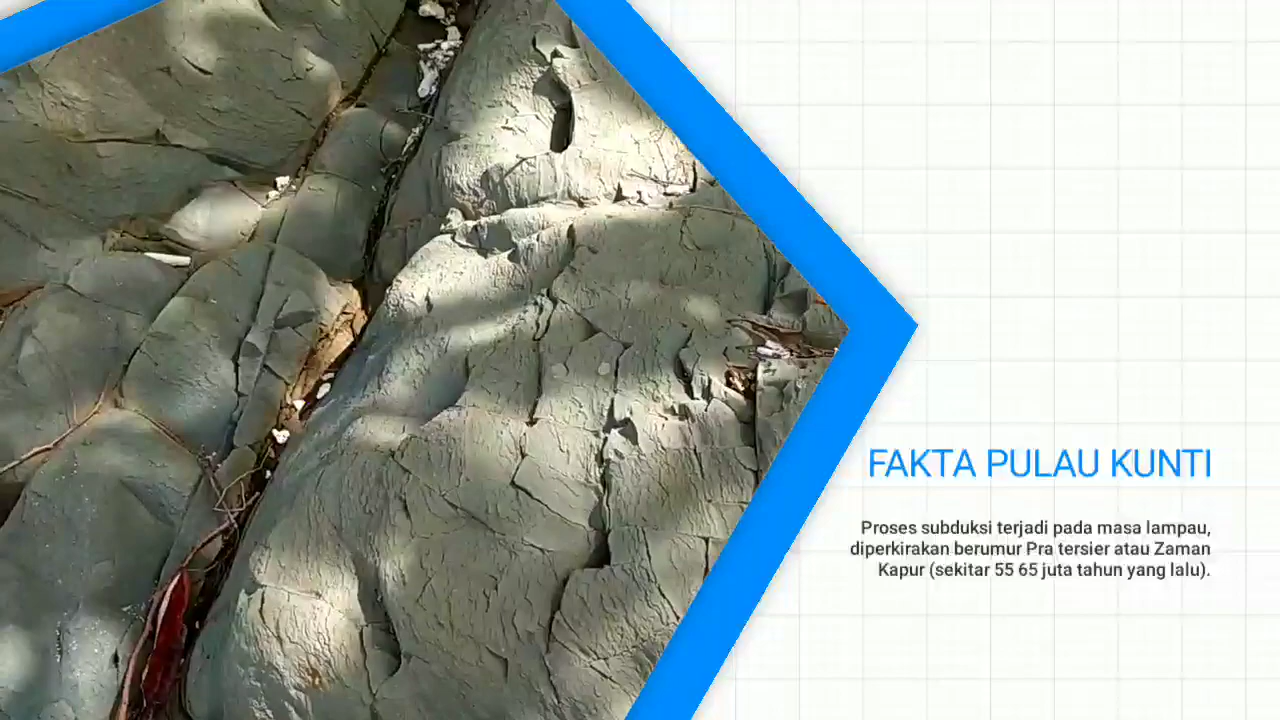 FAKTA PULAU KUNTI
Proses subduksi terjadi pada masa lampau,
diperkirakan berumur Pra tersier atau Zaman
Kapur (sekitar 55 65 juta tahun yang lalu).